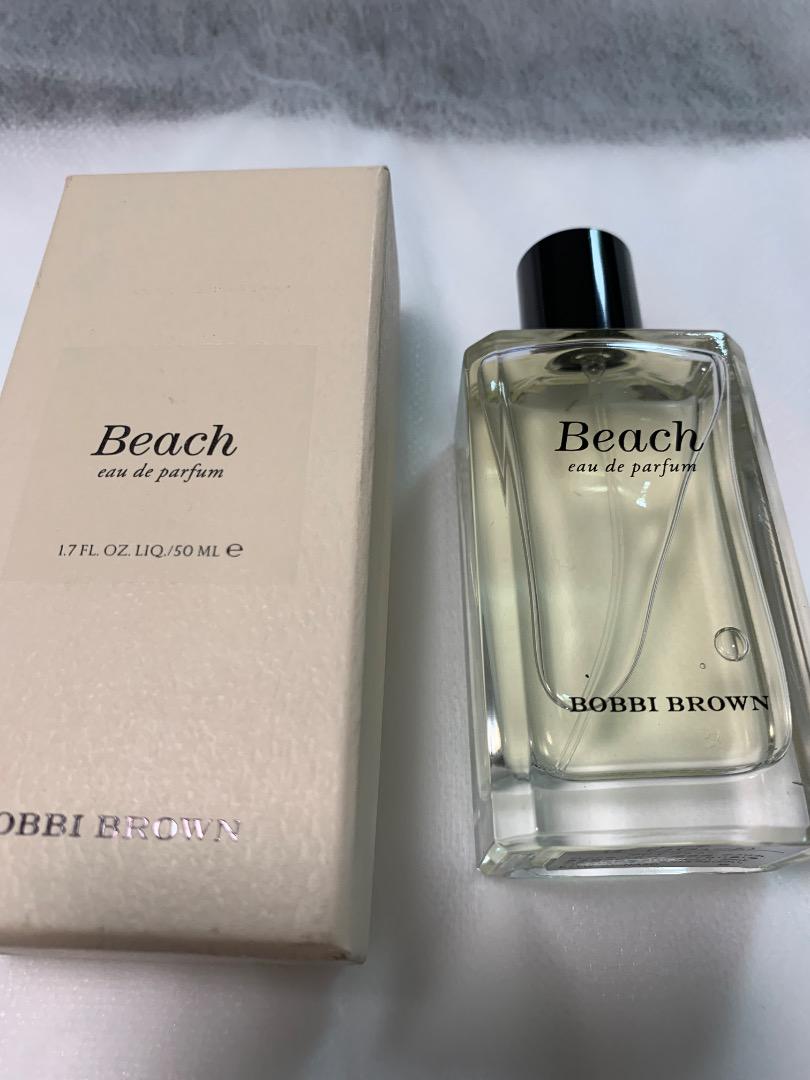 Beach
eau de parfum
1.7 FL. OZ. LIQ./50 ML ℮
OBBI BROWN
Beach
eau de parfum
BOBBI BROWN